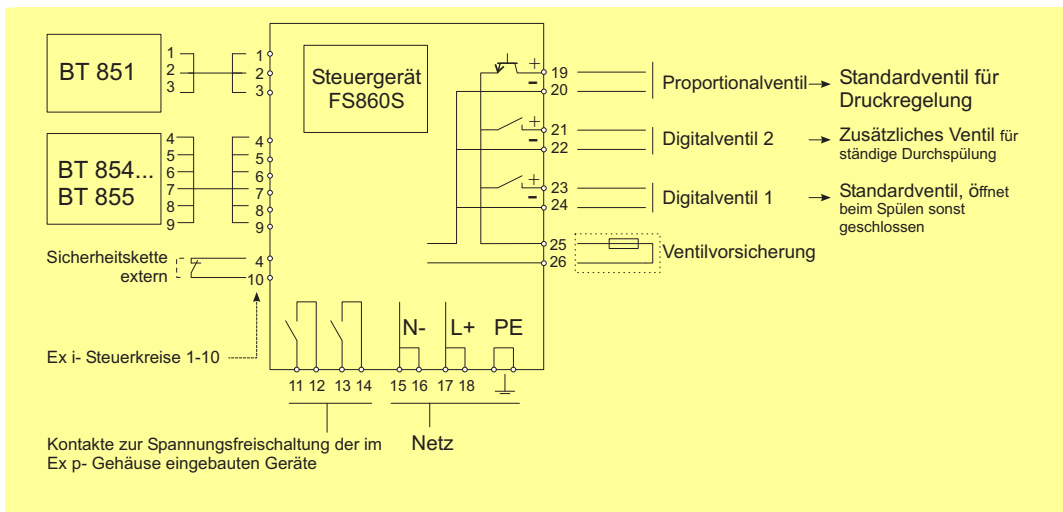 BT 851
1
2
3
1
2
3
Steuergerät
FS860S
+
-
19
20
Proportionalventil
Standardventil für
Druckregelung
BT 854...
BT 855
4
5
6
7
8
9
4
5
6
7
8
9
+
-
21
22
Digitalventil 2
Zusätzliches Ventil für
ständige Durchspülung
+
-
23
24
Digitalventil 1
Standardventil, öffnet
beim Spülen sonst
geschlossen
Sicherheitskette
extern
4
10
25
26
Ventilvorsicherung
Ex i- Steuerkreise 1-10
N-
L+
PE
11 12 13 14 15 16 17 18
Kontakte zur Spannungsfreischaltung der im
Ex p- Gehäuse eingebauten Geräte
Netz